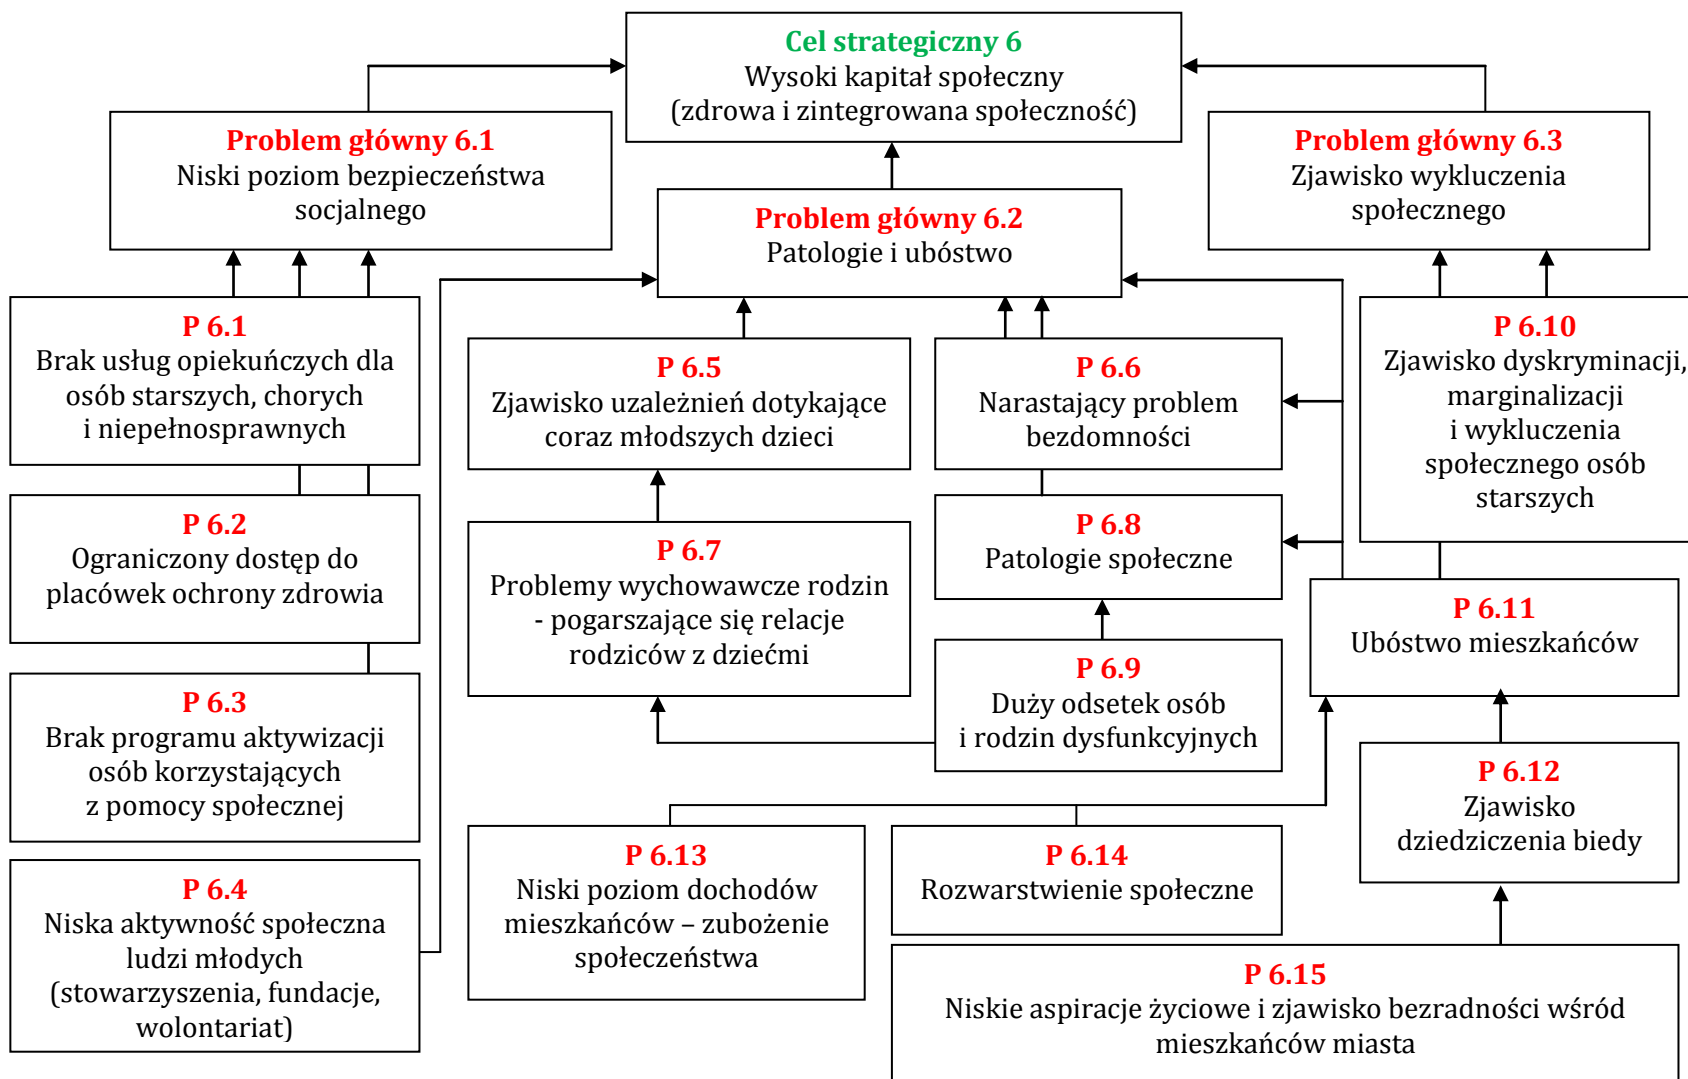 Cel strategiczny 6
Wysoki kapitał społeczny
(zdrowa i zintegrowana społeczność)
Problem główny 6.1
Niski poziom bezpieczeństwa
socjalnego
Problem główny 6.2
Patologie i ubóstwo
Problem główny 6.3
Zjawisko wykluczenia
społecznego
P 6.1
Brak usług opiekuńczych dla
osób starszych, chorych
i niepełnosprawnych
P 6.2
Ograniczony dostęp do
placówek ochrony zdrowia
P 6.3
Brak programu aktywizacji
osób korzystających
z pomocy społecznej
P 6.4
Niska aktywność społeczna
ludzi młodych
(stowarzyszenia, fundacje,
wolontariat)
P 6.5
Zjawisko uzależnień dotykające
coraz młodszych dzieci
P 6.6
Narastający problem
bezdomności
P 6.7
Problemy wychowawcze rodzin
- pogarszające się relacje
rodziców z dziećmi
P 6.8
Patologie społeczne
P 6.9
Duży odsetek osób
i rodzin dysfunkcyjnych
P 6.10
Zjawisko dyskryminacji,
marginalizacji
i wykluczenia
społecznego osób
starszych
P 6.11
Ubóstwo mieszkańców
P 6.12
Zjawisko
dziedziczenia biedy
P 6.13
Niski poziom dochodów
mieszkańców – zubożenie
społeczeństwa
P 6.14
Rozwarstwienie społeczne
P 6.15
Niskie aspiracje życiowe i zjawisko bezradności wśród
mieszkańców miasta